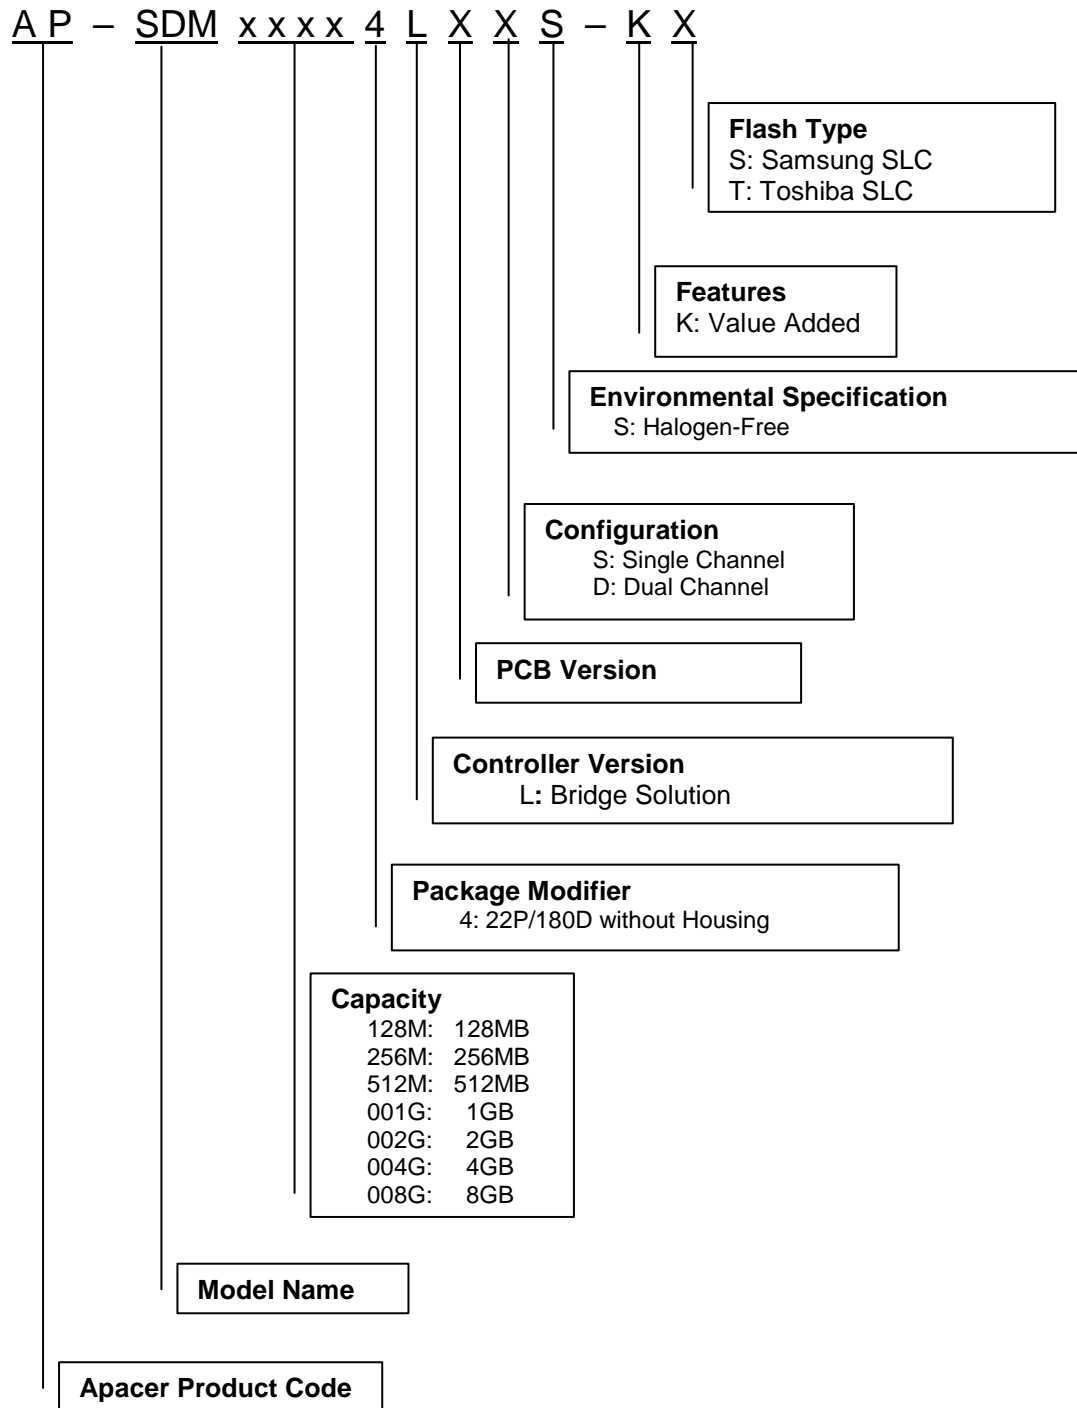 AP – SDM xxxx 4 L X X S – K X
Flash Type
S: Samsung SLC
T: Toshiba SLC
Features
K: Value Added
Environmental Specification
S: Halogen-Free
Configuration
S: Single Channel
D: Dual Channel
PCB Version
Controller Version
L: Bridge Solution
Package Modifier
4: 22P/180D without Housing
Capacity
128M: 128MB
256M: 256MB
512M: 512MB
001G: 1GB
002G: 2GB
004G: 4GB
008G: 8GB
Model Name
Apacer Product Code